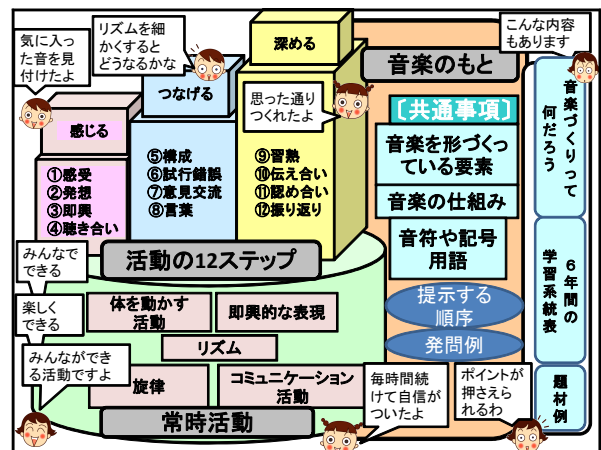 気に入っ
た音を見
付けたよ
リズムを細
かくすると
どうなるかな
深める
つなげる
感じる
思った通り
つくれたよ
①感受
②発想
③即興
④聴き合い
⑤構成
⑥試行錯誤
⑦意見交流
⑧言葉
⑨習熟
⑩伝え合い
⑪認め合い
⑫振り返り
活動の12ステップ
みんなで
できる
楽しく
できる
みんなができ
る活動ですよ
体を動かす
活動
即興的な表現
リズム
旋律
コミュニケーション
活動
常時活動
毎時間続
けて自信が
ついたよ
音楽のもと
〔共通事項〕
音楽を形づくっ
ている要素
音楽の仕組み
音符や記号
用語
提示する
順序
発問例
ポイントが
押さえら
れるわ
こんな内容
もあります
音楽づくりって
何だろう
6年間の
学習系統表
題材例